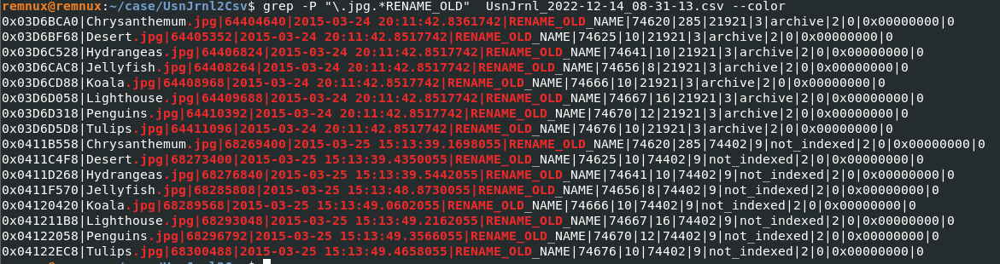 remnux@remnux:~/case/UsnJrnl2Csv$ grep -P "\.jpg.*RENAME_OLD"  UsnJrnl_2022-12-14_08-31-13.csv --color
0x03D6BCA0|Chrysanthemum.jpg|64404640|2015-03-24 20:11:42.8361742|RENAME_OLD_NAME|74620|285|21921|3|archive|2|0|0x00000000|0
0x03D6BF68|Desert.jpg|64405352|2015-03-24 20:11:42.8517742|RENAME_OLD_NAME|74625|10|21921|3|archive|2|0|0x00000000|0
0x03D6C528|Hydrangeas.jpg|64406824|2015-03-24 20:11:42.8517742|RENAME_OLD_NAME|74641|10|21921|3|archive|2|0|0x00000000|0
0x03D6CAC8|Jellyfish.jpg|64408264|2015-03-24 20:11:42.8517742|RENAME_OLD_NAME|74656|8|21921|3|archive|2|0|0x00000000|0
0x03D6CD88|Koala.jpg|64408968|2015-03-24 20:11:42.8517742|RENAME_OLD_NAME|74666|10|21921|3|archive|2|0|0x00000000|0
0x03D6D058|Lighthouse.jpg|64409688|2015-03-24 20:11:42.8517742|RENAME_OLD_NAME|74667|16|21921|3|archive|2|0|0x00000000|0
0x03D6D318|Penguins.jpg|64410392|2015-03-24 20:11:42.8517742|RENAME_OLD_NAME|74670|12|21921|3|archive|2|0|0x00000000|0
0x03D6D5D8|Tulips.jpg|64411096|2015-03-24 20:11:42.8517742|RENAME_OLD_NAME|74676|10|21921|3|archive|2|0|0x00000000|0
0x0411B558|Chrysanthemum.jpg|68269400|2015-03-25 15:13:39.1698055|RENAME_OLD_NAME|74620|285|74402|9|not_indexed|2|0|0x00000000|0
0x0411C4F8|Desert.jpg|68273400|2015-03-25 15:13:39.4350055|RENAME_OLD_NAME|74625|10|74402|9|not_indexed|2|0|0x00000000|0
0x0411D268|Hydrangeas.jpg|68276840|2015-03-25 15:13:39.5442055|RENAME_OLD_NAME|74641|10|74402|9|not_indexed|2|0|0x00000000|0
0x0411F570|Jellyfish.jpg|68285808|2015-03-25 15:13:48.8730055|RENAME_OLD_NAME|74656|8|74402|9|not_indexed|2|0|0x00000000|0
0x04120420|Koala.jpg|68289568|2015-03-25 15:13:49.0602055|RENAME_OLD_NAME|74666|10|74402|9|not_indexed|2|0|0x00000000|0
0x041211B8|Lighthouse.jpg|68293048|2015-03-25 15:13:49.2162055|RENAME_OLD_NAME|74667|16|74402|9|not_indexed|2|0|0x00000000|0
0x04122058|Penguins.jpg|68296792|2015-03-25 15:13:49.3566055|RENAME_OLD_NAME|74670|12|74402|9|not_indexed|2|0|0x00000000|0
0x04122EC8|Tulips.jpg|68300488|2015-03-25 15:13:49.4658055|RENAME_OLD_NAME|74676|10|74402|9|not_indexed|2|0|0x00000000|0
remnux@remnux:~/case/UsnJrnl2Csv$